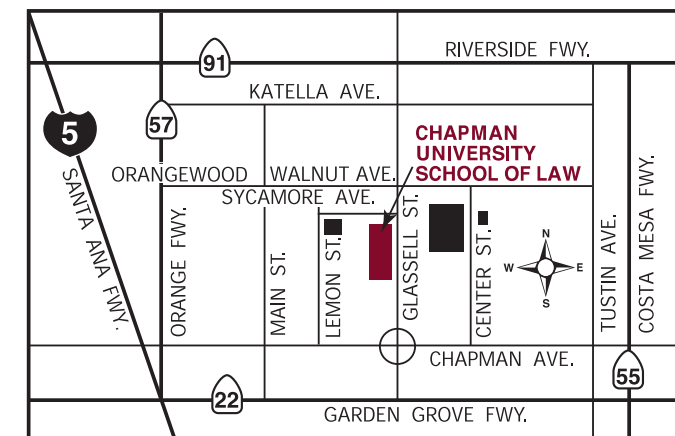 RIVERSIDE FWY.
91
KATELLA AVE.
5
57
CHAPMAN
UNIVERSITY
SCHOOL OF LAW
ORANGEWOOD
WALNUT AVE.
SYCAMORE AVE.
SANTA ANA FWY.
ORANGE FWY.
MAIN ST.
LEMON ST.
GLASSELL ST.
CENTER ST.
N
W
E
S
TUSTIN AVE.
COSTA MESA FWY.
CHAPMAN AVE.
55
22
GARDEN GROVE FWY.